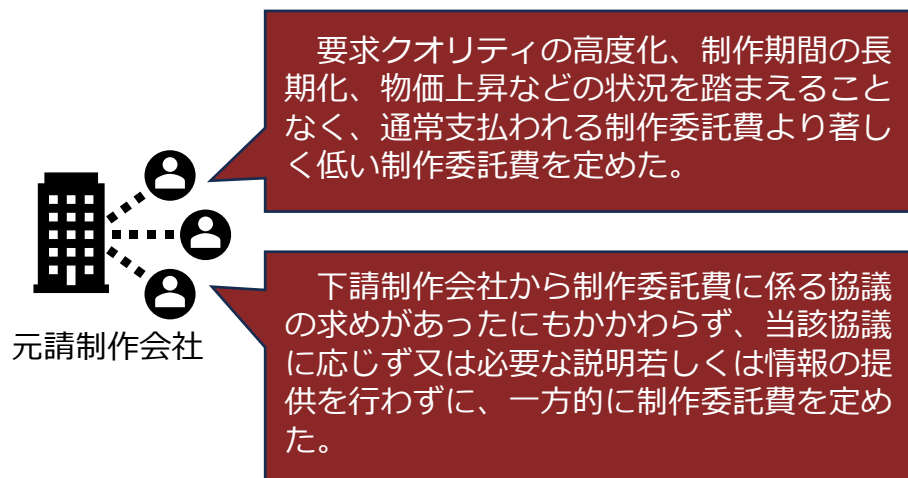 要求クオリティの高度化、制作期間の長
期化、物価上昇などの状況を踏まえること
なく、通常支払われる制作委託費より著し
く低い制作委託費を定めた。
　下請制作会社から制作委託費に係る協議
の求めがあったにもかかわらず、当該協議
に応じず又は必要な説明若しくは情報の提
供を行わずに、一方的に制作委託費を定め
た。
元請制作会社